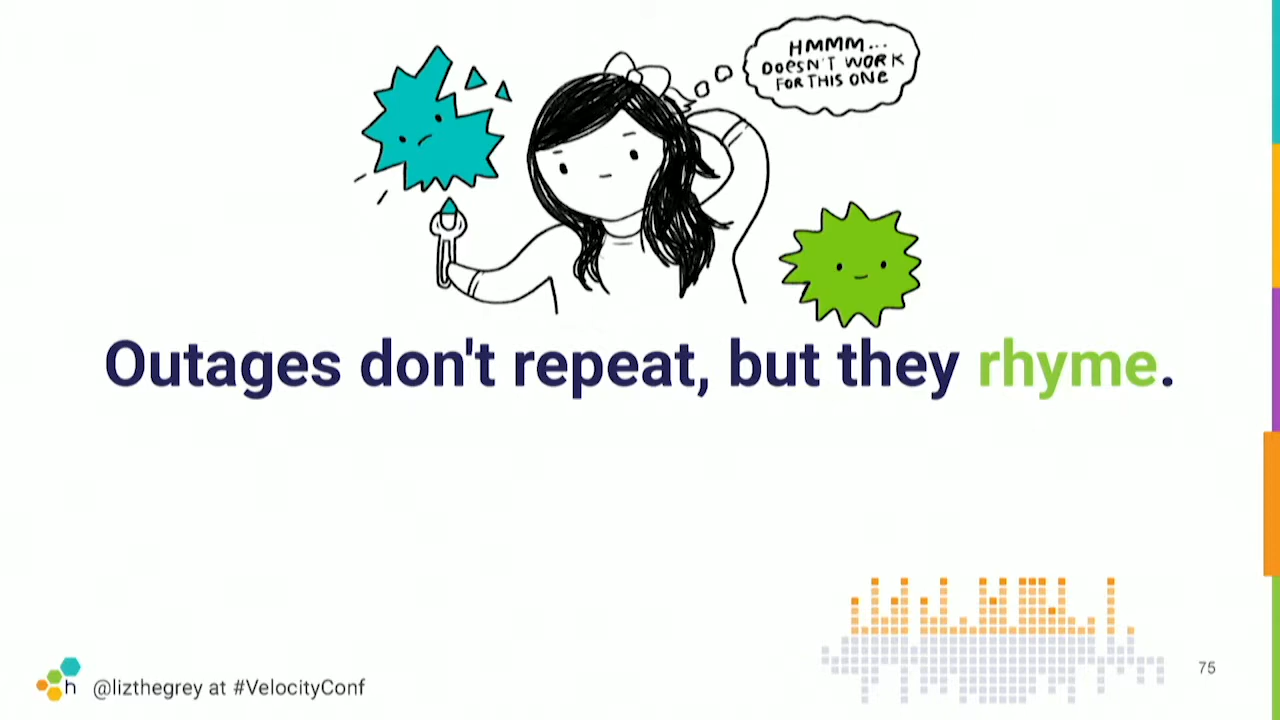 HMMM...
DOESN'T WORK
FOR THIS ONE
Outages don't repeat, but they rhyme.
h @lizthegrey at #VelocityConf
75